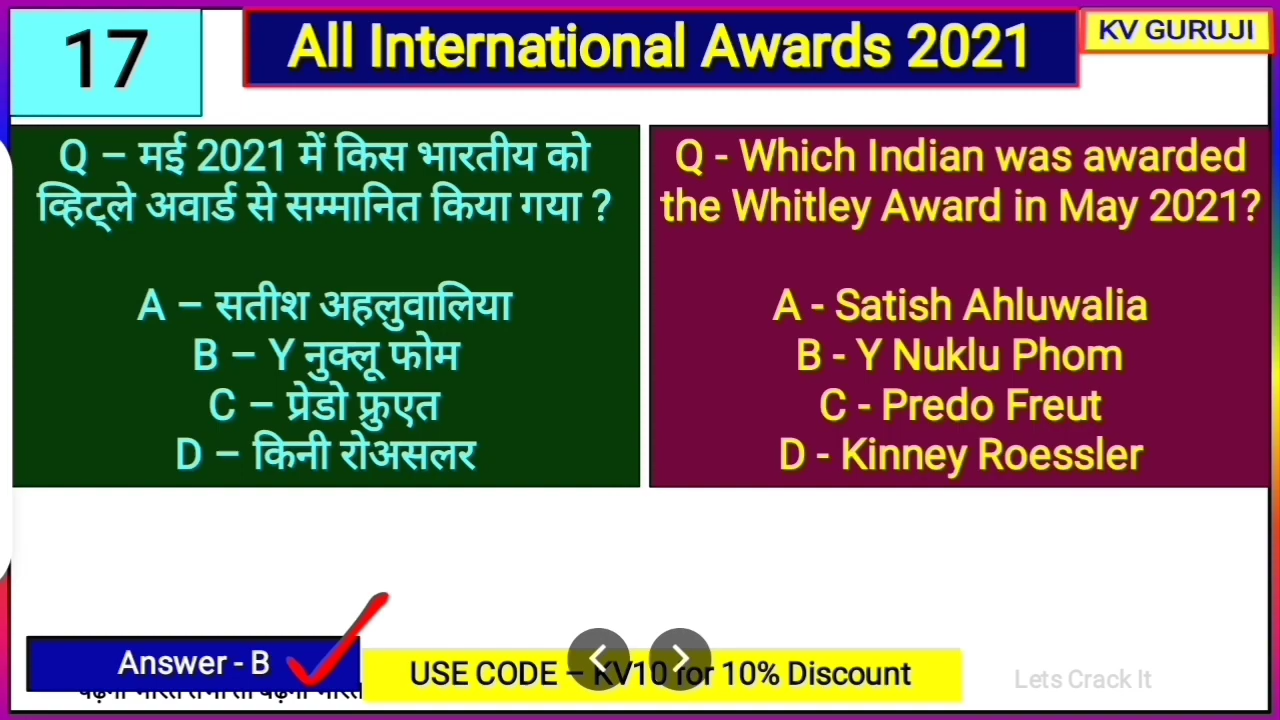 17
All International Awards 2021
KV GURUJI
Q – मई 2021 में किस भारतीय को
व्हिट्ले अवार्ड से सम्मानित किया गया ?
A – सतीश अहलुवालिया
B – Y नुक्लू फोम
C – प्रेडो फ्रुएत
D – किनी रोअसलर
Q - Which Indian was awarded
the Whitley Award in May 2021?
A - Satish Ahluwalia
B - Y Nuklu Phom
C - Predo Freut
D - Kinney Roessler
Answer - B
USE CODE – KV10 for 10% Discount
Lets Crack It